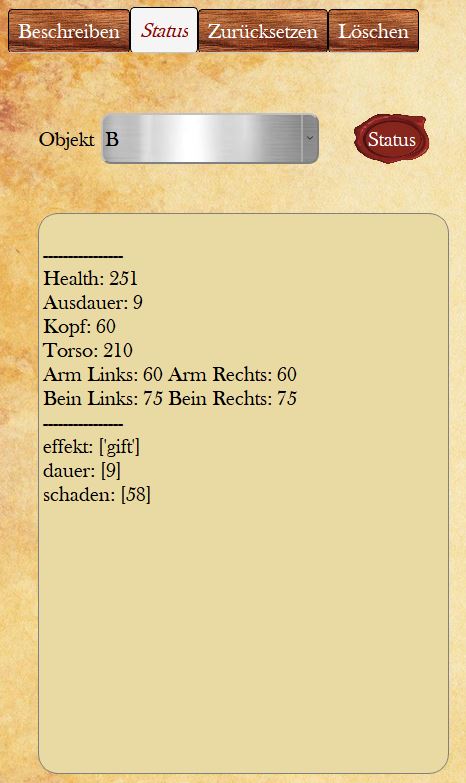 Beschreiben Status Zurücksetzen Löschen
Objekt B Status
----------------
Health: 251
Ausdauer: 9
Kopf: 60
Torso: 210
Arm Links: 60 Arm Rechts: 60
Bein Links: 75 Bein Rechts: 75
----------------
effekt: ['gift']
dauer: [9]
schaden: [58]